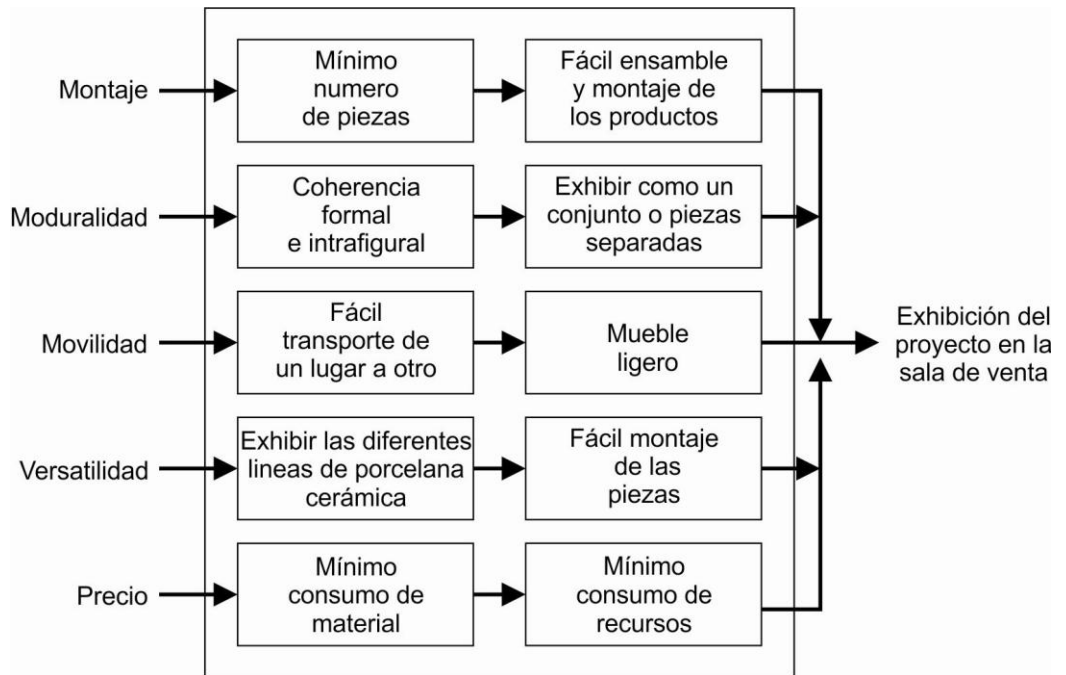 Montaje
Mínimo
numero
de piezas
Fácil ensamble
y montaje de
los productos
Moduralidad
Coherencia
formal
e intrafigural
Exhibir como un
conjunto o piezas
separadas
Movilidad
Fácil
transporte de
un lugar a otro
Mueble
ligero
Exhibición del
proyecto en la
sala de venta
Versatilidad
Exhibir las diferentes
lineas de porcelana
cerámica
Fácil montaje
de las
piezas
Precio
Mínimo
consumo de
material
Mínimo
consumo de
recursos